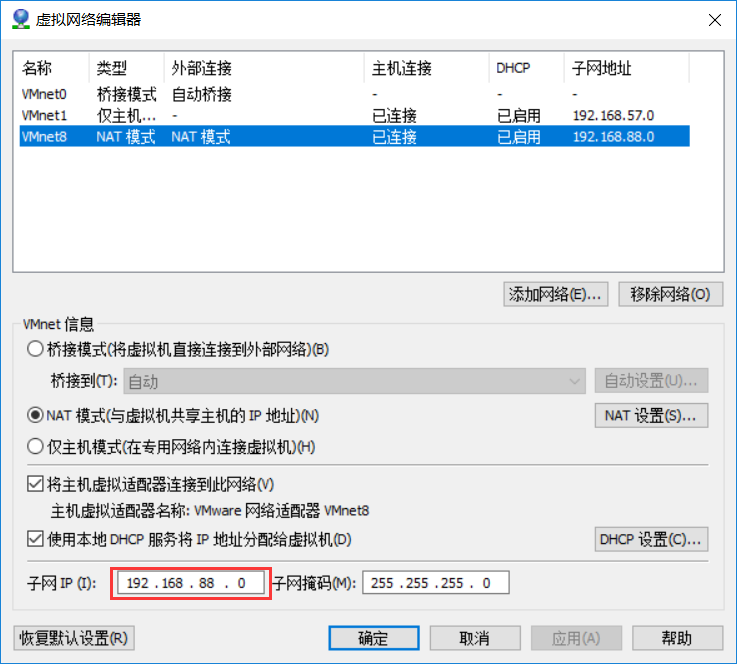 虚拟网络编辑器
名称 类型 外部连接 主机连接 DHCP 子网地址
VMnet0 桥接模式 自动桥接 - - -
VMnet1 仅主机... - 已连接 已启用 192.168.57.0
VMnet8 NAT 模式 NAT 模式 已连接 已启用 192.168.88.0
添加网络(E)... 移除网络(O)
VMnet 信息
桥接模式(将虚拟机直接连接到外部网络)(B)
桥接到(T): 自动 自动设置(U)...
NAT 模式(与虚拟机共享主机的 IP 地址)(N) NAT 设置(S)...
仅主机模式(在专用网络内连接虚拟机)(H)
将主机虚拟适配器连接到此网络(V)
主机虚拟适配器名称: VMware 网络适配器 VMnet8
使用本地 DHCP 服务将 IP 地址分配给虚拟机(D) DHCP 设置(C)...
子网 IP (I): 192 . 168 . 88 . 0 子网掩码(M): 255 . 255 . 255 . 0
恢复默认设置(R) 确定 取消 应用(A) 帮助